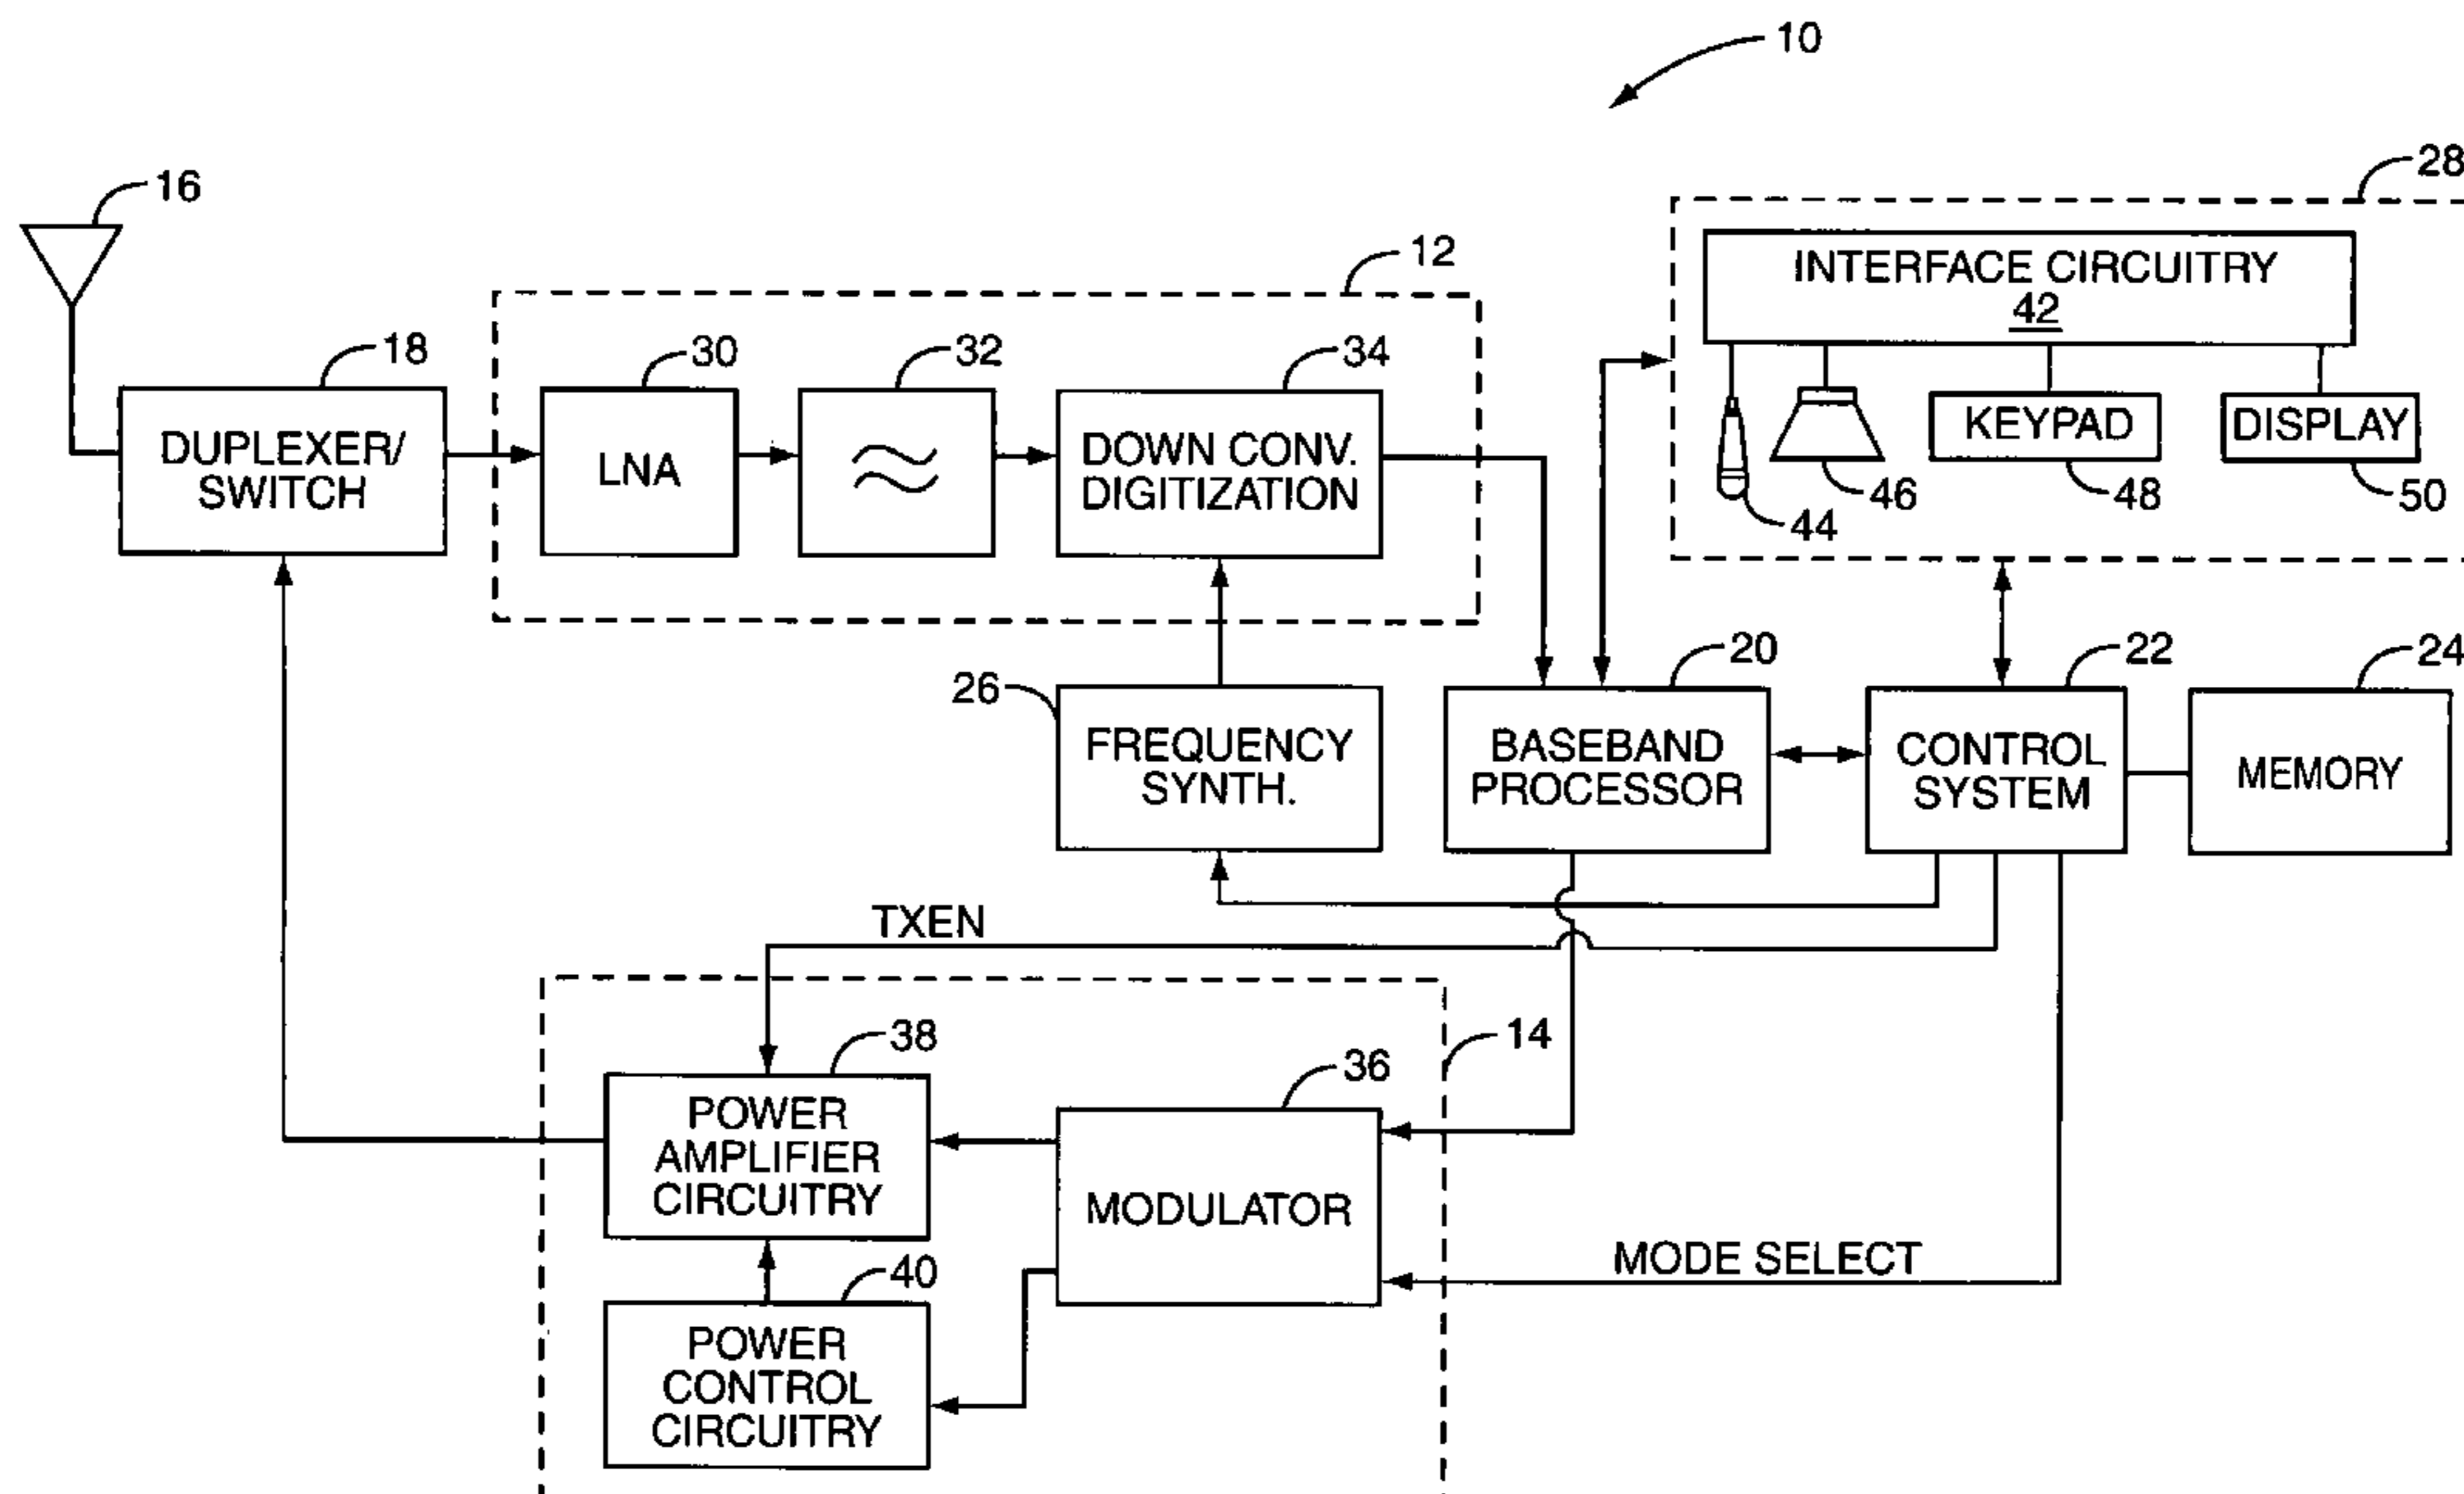 10
28
16
12
INTERFACE CIRCUITRY
42
18
30
32
34
DUPLEXER/
SWITCH
LNA
DOWN CONV.
DIGITIZATION
KEYPAD
DISPLAY
44
46
48
50
26
20
22
24
FREQUENCY
SYNTH.
BASEBAND
PROCESSOR
CONTROL
SYSTEM
MEMORY
TXEN
14
38
36
POWER
AMPLIFIER
CIRCUITRY
MODULATOR
MODE SELECT
40
POWER
CONTROL
CIRCUITRY